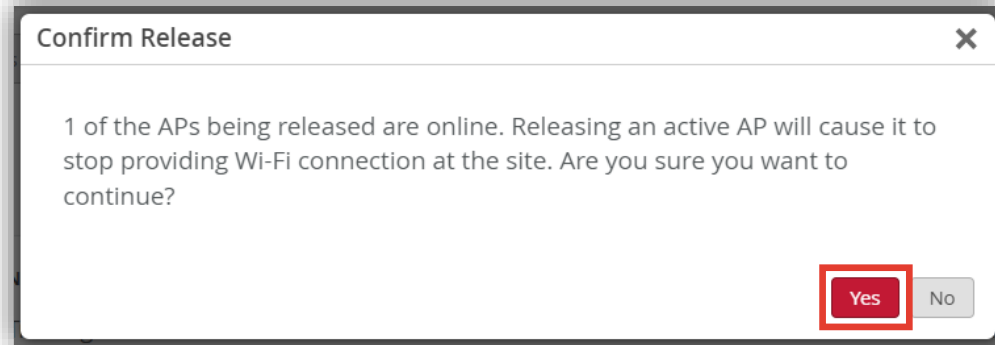 Confirm Release
1 of the APs being released are online. Releasing an active AP will cause it to
stop providing Wi-Fi connection at the site. Are you sure you want to
continue?
Yes No